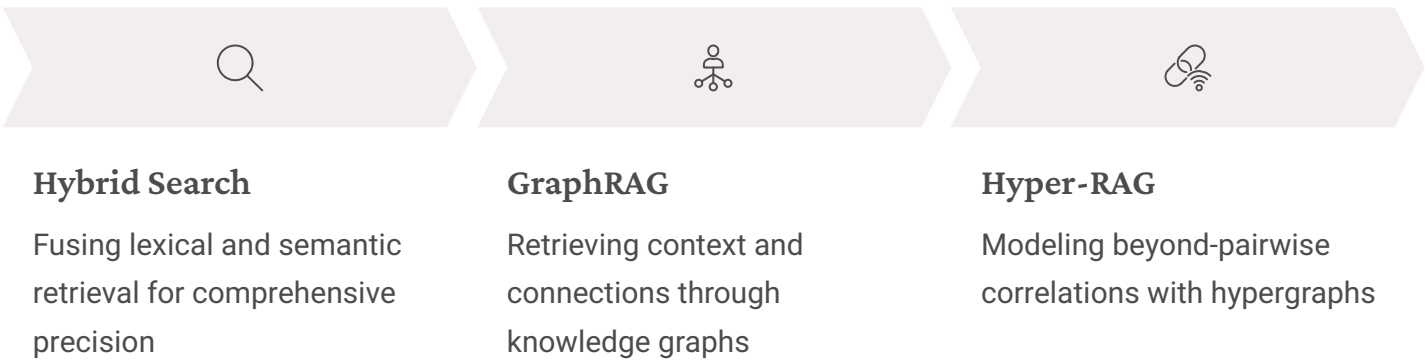 Hybrid Search
Fusing lexical and semantic
retrieval for comprehensive
precision
GraphRAG
Retrieving context and
connections through
knowledge graphs
Hyper-RAG
Modeling beyond-pairwise
correlations with hypergraphs